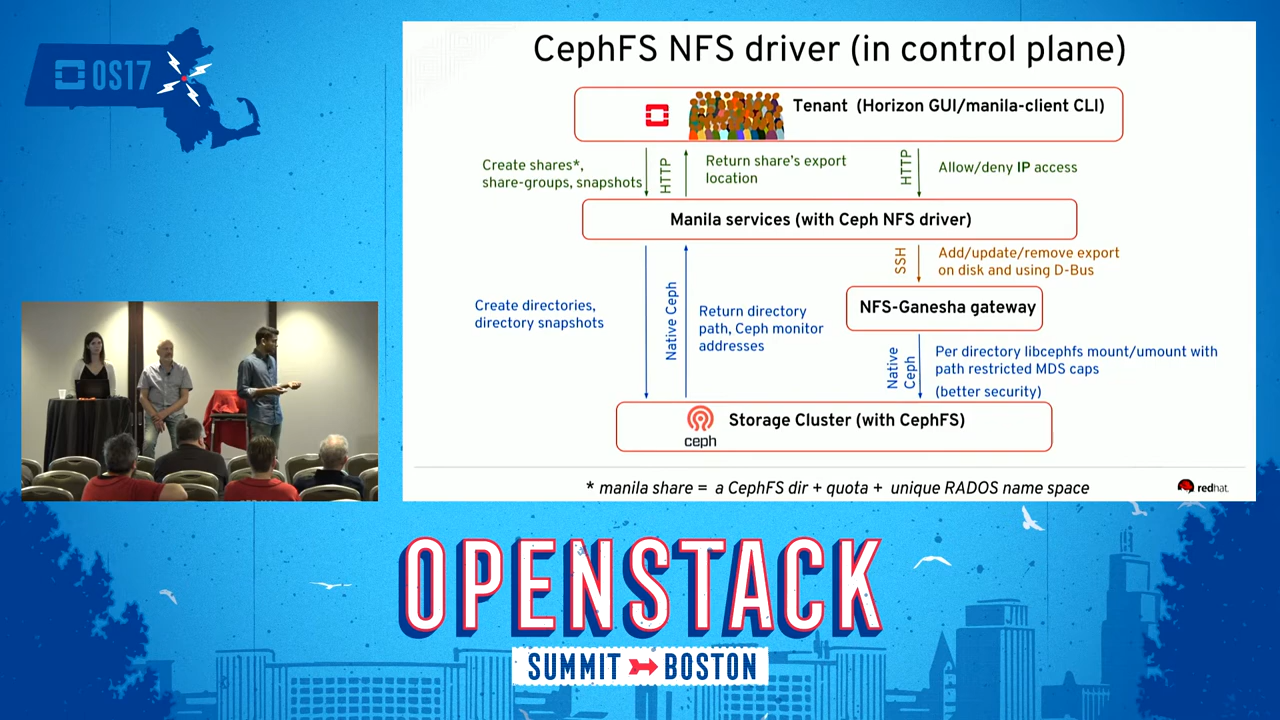 OS17
CephFS NFS driver (in control plane)
Tenant (Horizon GUI/manila-client CLI)
Create shares*,
share-groups, snapshots
HTTP
Return share's export
location
HTTP
Allow/deny IP access
Manila services (with Ceph NFS driver)
SSH
Add/update/remove export
on disk and using D-Bus
Create directories,
directory snapshots
Native Ceph
Return directory
path, Ceph monitor
addresses
NFS-Ganesha gateway
Native
Ceph
Per directory libcephfs mount/umount with
path restricted MDS caps
(better security)
ceph
Storage Cluster (with CephFS)
* manila share = a CephFS dir + quota + unique RADOS name space
redhat.
OPENSTACK
SUMMIT BOSTON